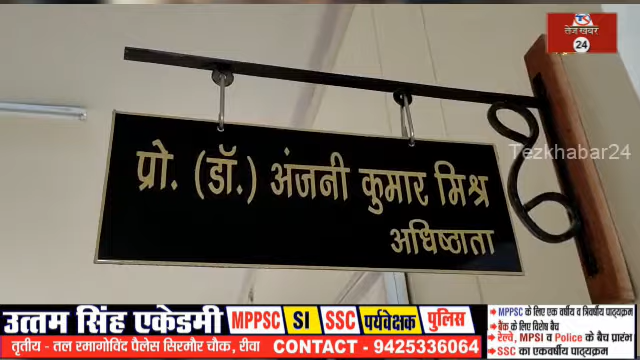 तेज खबर
24
Tezkhabar24
प्रो. (डॉ.) अंजनी कुमार मिश्र
अधिष्ठाता
उत्तम सिंह एकेडमी MPPSC SI SSC पर्यवेक्षक पुलिस
तृतीय - तल रमागोविंद पैलेस सिरमौर चौक, रीवा CONTACT - 9425336064
MPPSC के लिए एक वर्षीय व त्रिवर्षीय पाठ्यक्रम
बैंक के लिए विशेष बैच
रेल्वे, MPSI व Police के बैच प्रारंभ
SSC का एकवर्षीय पाठ्यक्रम